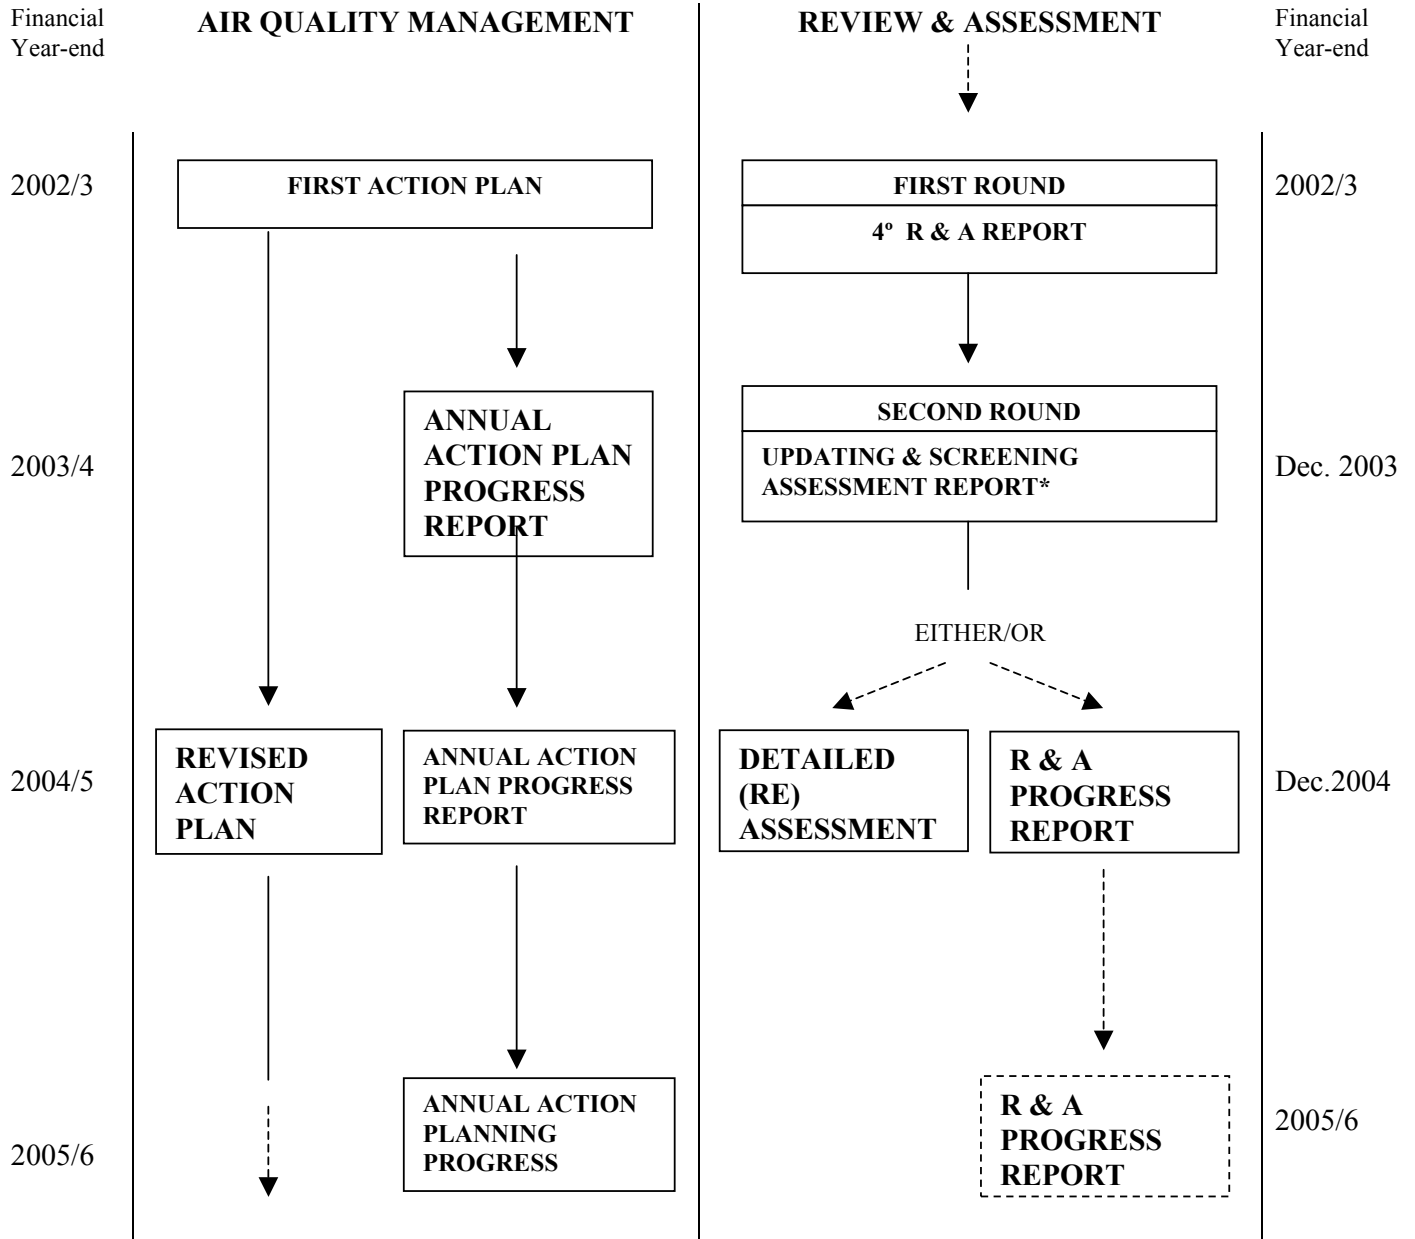 Financial
Year-end
AIR QUALITY MANAGEMENT
REVIEW & ASSESSMENT
Financial
Year-end
2002/3
FIRST ACTION PLAN
FIRST ROUND
4º R & A REPORT
2002/3
2003/4
ANNUAL
ACTION PLAN
PROGRESS
REPORT
SECOND ROUND
UPDATING & SCREENING
ASSESSMENT REPORT*
Dec. 2003
EITHER/OR
2004/5
REVISED
ACTION
PLAN
ANNUAL ACTION
PLAN PROGRESS
REPORT
DETAILED
(RE)
ASSESSMENT
R & A
PROGRESS
REPORT
Dec.2004
2005/6
ANNUAL ACTION
PLANNING
PROGRESS
R & A
PROGRESS
REPORT
2005/6